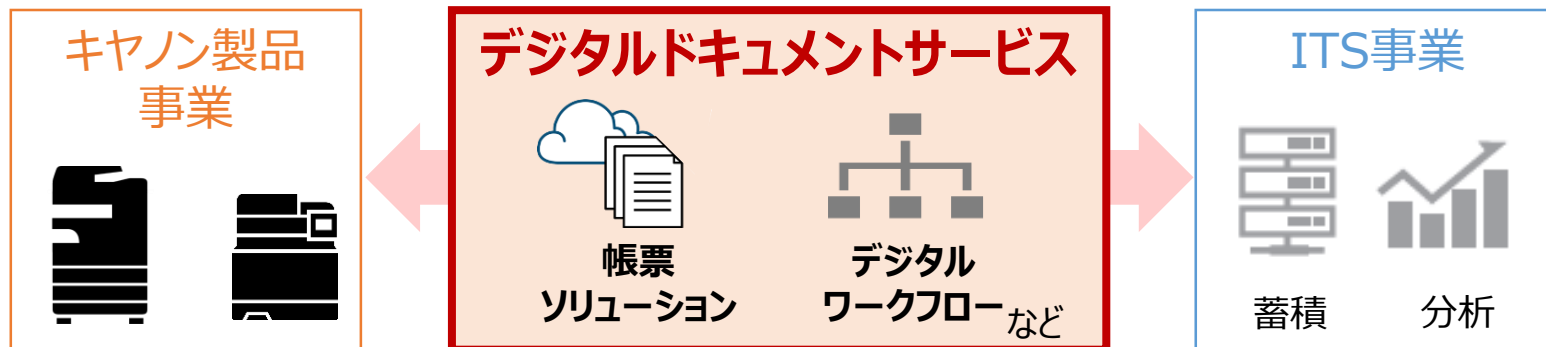 キヤノン製品
事業
デジタルドキュメントサービス
帳票
ソリューション
デジタル
ワークフロー など
ITS事業
蓄積
分析